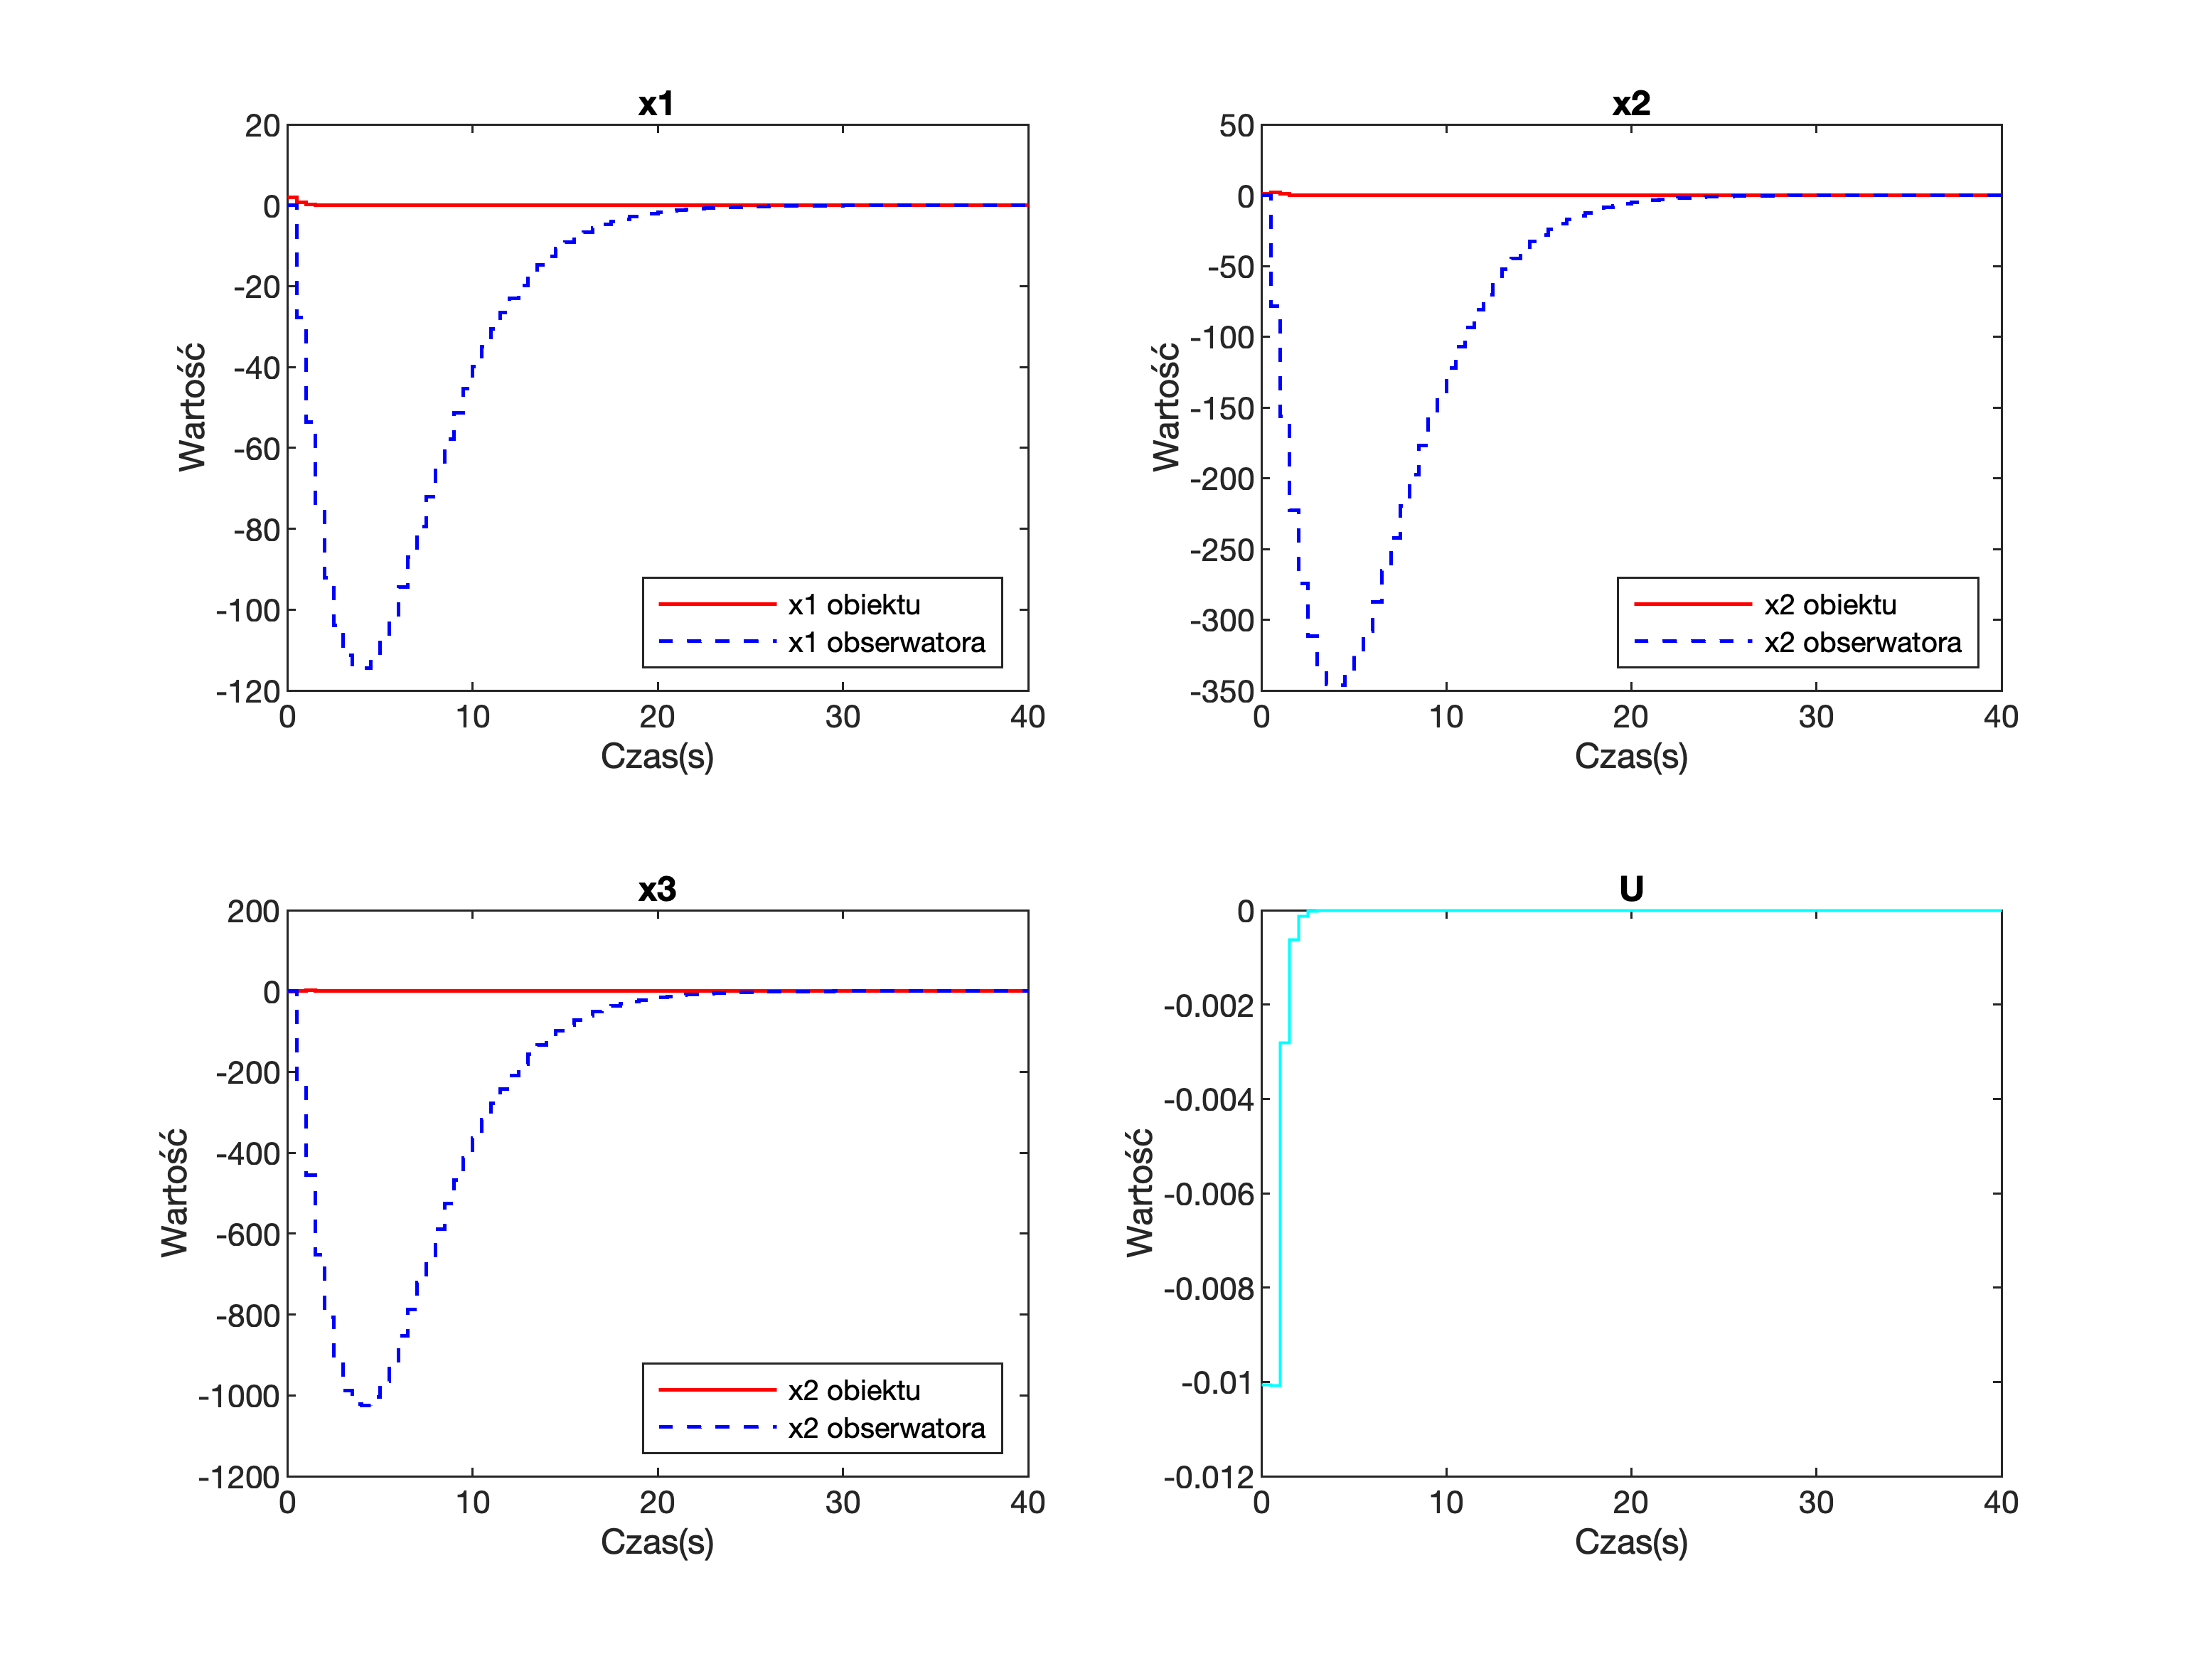 x1
20
0
-20
-40
-60
-80
-100
-120
Wartość
0 10 20 30 40
Czas(s)
x1 obiektu
x1 obserwatora
x2
50
0
-50
-100
-150
-200
-250
-300
-350
Wartość
0 10 20 30 40
Czas(s)
x2 obiektu
x2 obserwatora
x3
200
0
-200
-400
-600
-800
-1000
-1200
Wartość
0 10 20 30 40
Czas(s)
x2 obiektu
x2 obserwatora
U
0
-0.002
-0.004
-0.006
-0.008
-0.01
-0.012
Wartość
0 10 20 30 40
Czas(s)